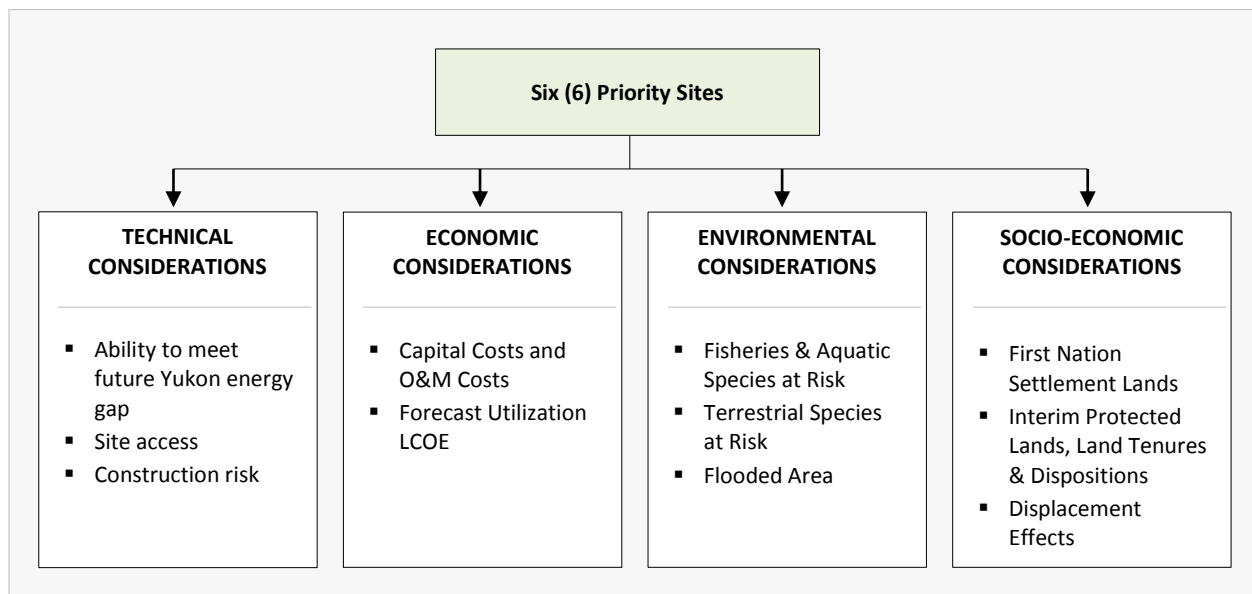 Six (6) Priority Sites
TECHNICAL
CONSIDERATIONS
▪ Ability to meet
future Yukon energy
gap
▪ Site access
▪ Construction risk
ECONOMIC
CONSIDERATIONS
▪ Capital Costs and
O&M Costs
▪ Forecast Utilization
LCOE
ENVIRONMENTAL
CONSIDERATIONS
▪ Fisheries & Aquatic
Species at Risk
▪ Terrestrial Species
at Risk
▪ Flooded Area
SOCIO-ECONOMIC
CONSIDERATIONS
▪ First Nation
Settlement Lands
▪ Interim Protected
Lands, Land Tenures
& Dispositions
▪ Displacement
Effects